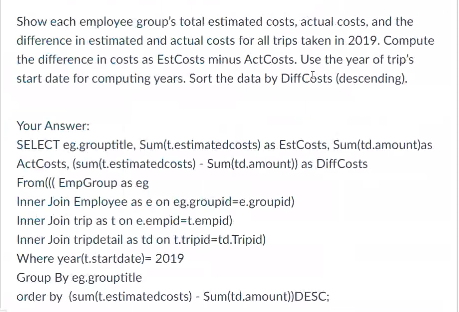 Show each employee group's total estimated costs, actual costs, and the
difference in estimated and actual costs for all trips taken in 2019. Compute
the difference in costs as EstCosts minus ActCosts. Use the year of trip's
start date for computing years. Sort the data by DiffCosts (descending).
Your Answer:
SELECT eg.grouptitle, Sum(t.estimatedcosts) as EstCosts, Sum(td.amount)as
ActCosts, (sum(t.estimatedcosts) - Sum(td.amount)) as DiffCosts
From((( EmpGroup as eg
Inner Join Employee as e on eg.groupid=e.groupid)
Inner Join trip as t on e.empid=t.empid)
Inner Join tripdetail as td on t.tripid=td.Tripid)
Where year(t.startdate)= 2019
Group By eg.grouptitle
order by (sum(t.estimatedcosts) - Sum(td.amount))DESC;